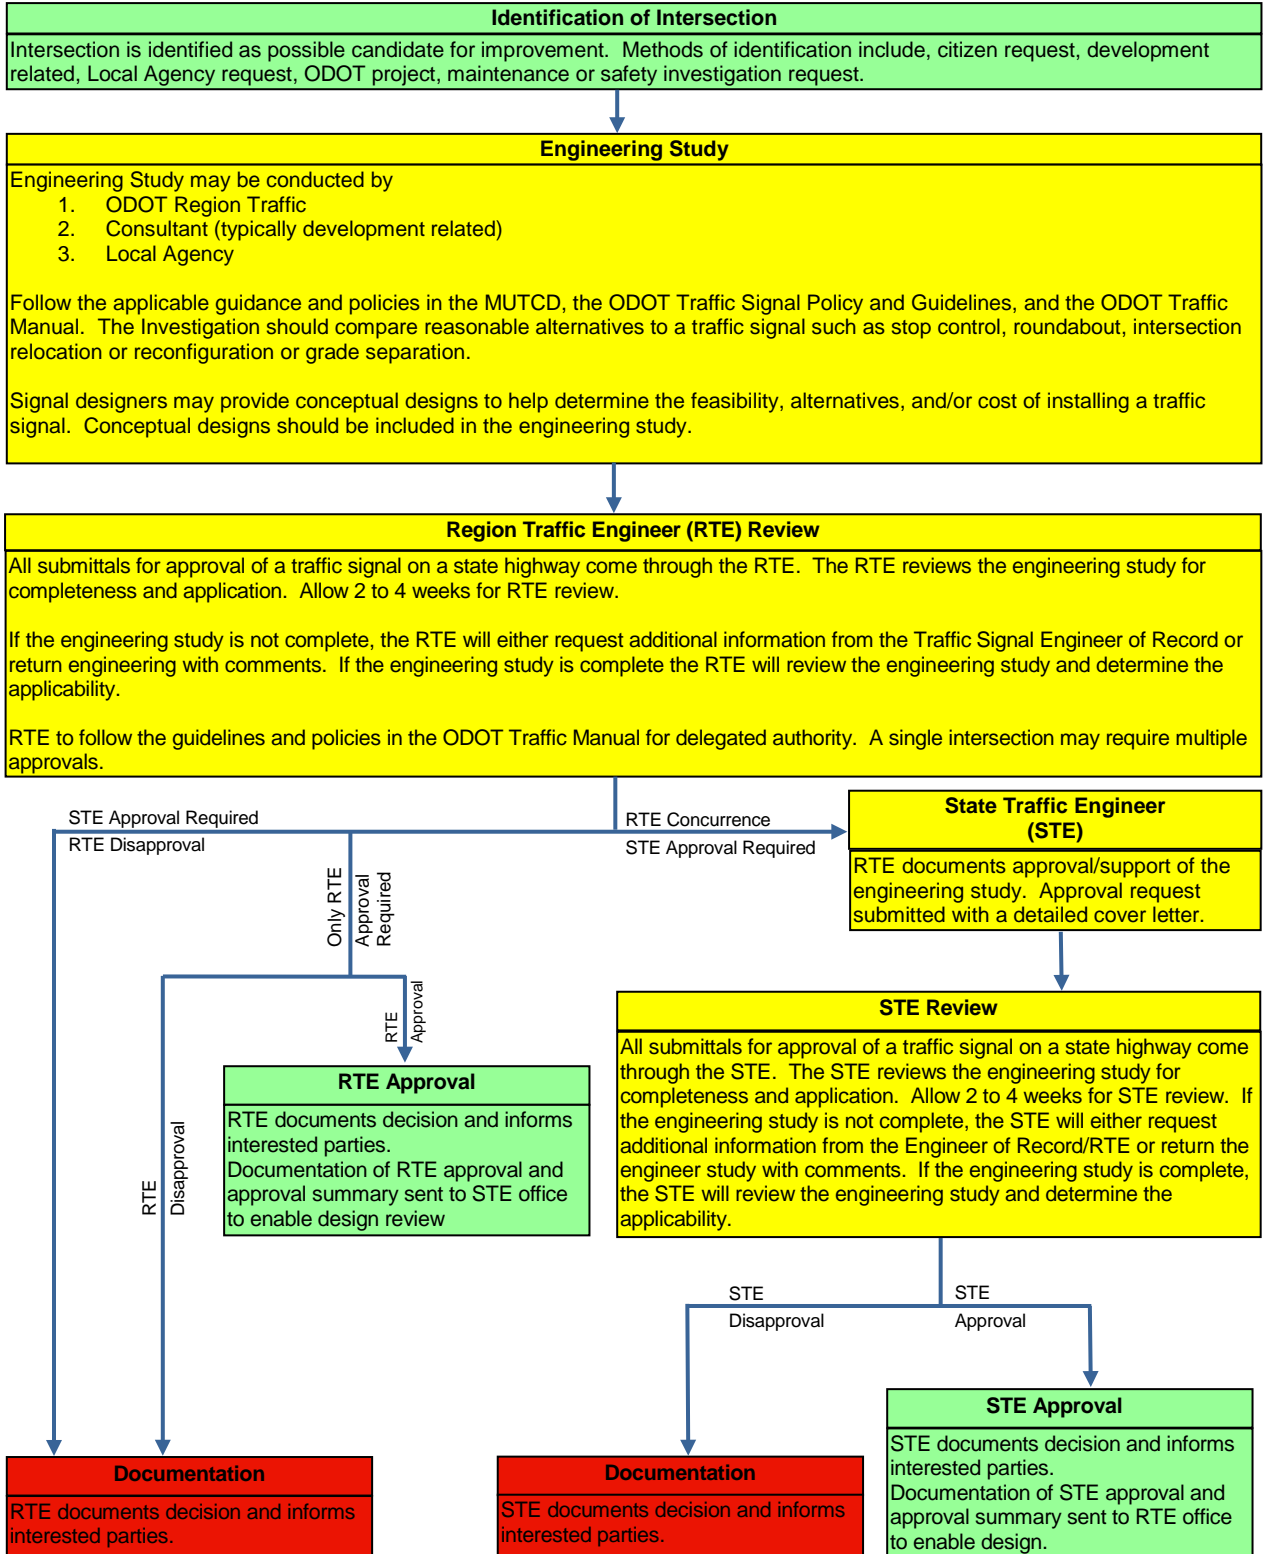 Identification of Intersection
Intersection is identified as possible candidate for improvement.  Methods of identification include, citizen request, development
related, Local Agency request, ODOT project, maintenance or safety investigation request.
Engineering Study
Engineering Study may be conducted by
1. ODOT Region Traffic
2. Consultant (typically development related)
3. Local Agency
Follow the applicable guidance and policies in the MUTCD, the ODOT Traffic Signal Policy and Guidelines, and the ODOT Traffic
Manual.  The Investigation should compare reasonable alternatives to a traffic signal such as stop control, roundabout, intersection
relocation or reconfiguration or grade separation.
Signal designers may provide conceptual designs to help determine the feasibility, alternatives, and/or cost of installing a traffic
signal.  Conceptual designs should be included in the engineering study.
Region Traffic Engineer (RTE) Review
All submittals for approval of a traffic signal on a state highway come through the RTE.  The RTE reviews the engineering study for
completeness and application.  Allow 2 to 4 weeks for RTE review.
If the engineering study is not complete, the RTE will either request additional information from the Traffic Signal Engineer of Record or
return engineering with comments.  If the engineering study is complete the RTE will review the engineering study and determine the
applicability.
RTE to follow the guidelines and policies in the ODOT Traffic Manual for delegated authority.  A single intersection may require multiple
approvals.
STE Approval Required
RTE Disapproval
RTE Concurrence
STE Approval Required
State Traffic Engineer
(STE)
RTE documents approval/support of the
engineering study.  Approval request
submitted with a detailed cover letter.
Only RTE
Approval
Required
RTE
Approval
RTE
Disapproval
RTE Approval
RTE documents decision and informs
interested parties.
Documentation of RTE approval and
approval summary sent to STE office
to enable design review
STE Review
All submittals for approval of a traffic signal on a state highway come
through the STE.  The STE reviews the engineering study for
completeness and application.  Allow 2 to 4 weeks for STE review.  If
the engineering study is not complete, the STE will either request
additional information from the Engineer of Record/RTE or return the
engineer study with comments.  If the engineering study is complete,
the STE will review the engineering study and determine the
applicability.
STE
Disapproval
STE
Approval
Documentation
RTE documents decision and informs
interested parties.
Documentation
STE documents decision and informs
interested parties.
STE Approval
STE documents decision and informs
interested parties.
Documentation of STE approval and
approval summary sent to RTE office
to enable design.